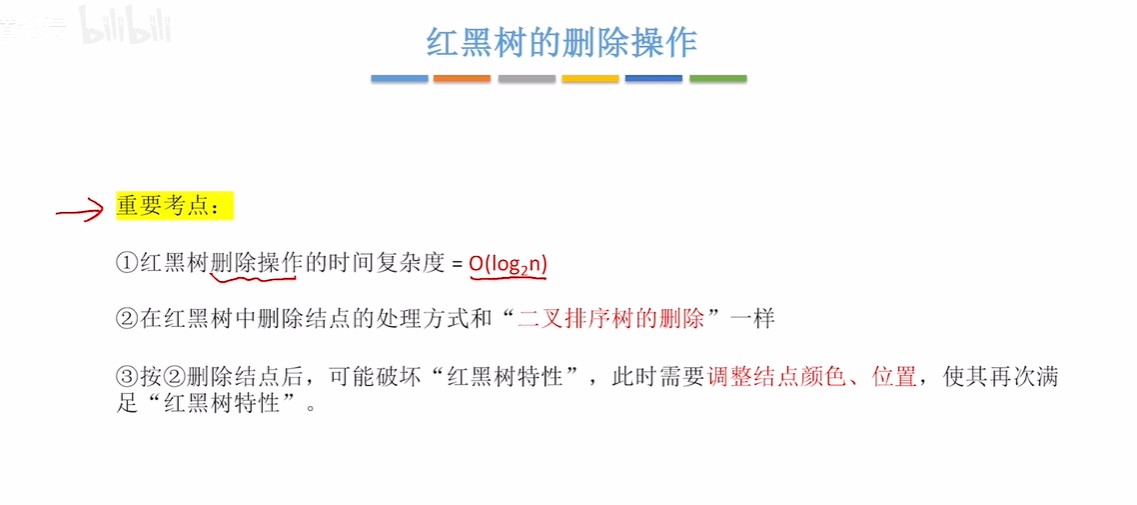 bilibili
红黑树的删除操作
重要考点：
①红黑树删除操作的时间复杂度 = O(log₂n)
②在红黑树中删除结点的处理方式和“二叉排序树的删除”一样
③按②删除结点后，可能破坏“红黑树特性”，此时需要调整结点颜色、位置，使其再次满
足“红黑树特性”。